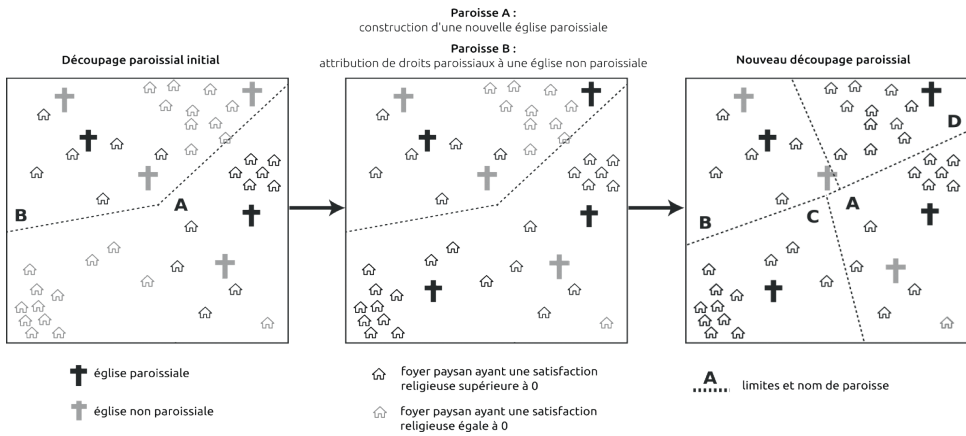 Paroisse A :
construction d'une nouvelle église paroissiale
Paroisse B :
attribution de droits paroissiaux à une église non paroissiale
Découpage paroissial initial
Nouveau découpage paroissial
B
A
D
B
C
A
église paroissiale
église non paroissiale
foyer paysan ayant une satisfaction
religieuse supérieure à 0
foyer paysan ayant une satisfaction
religieuse égale à 0
A
limites et nom de paroisse